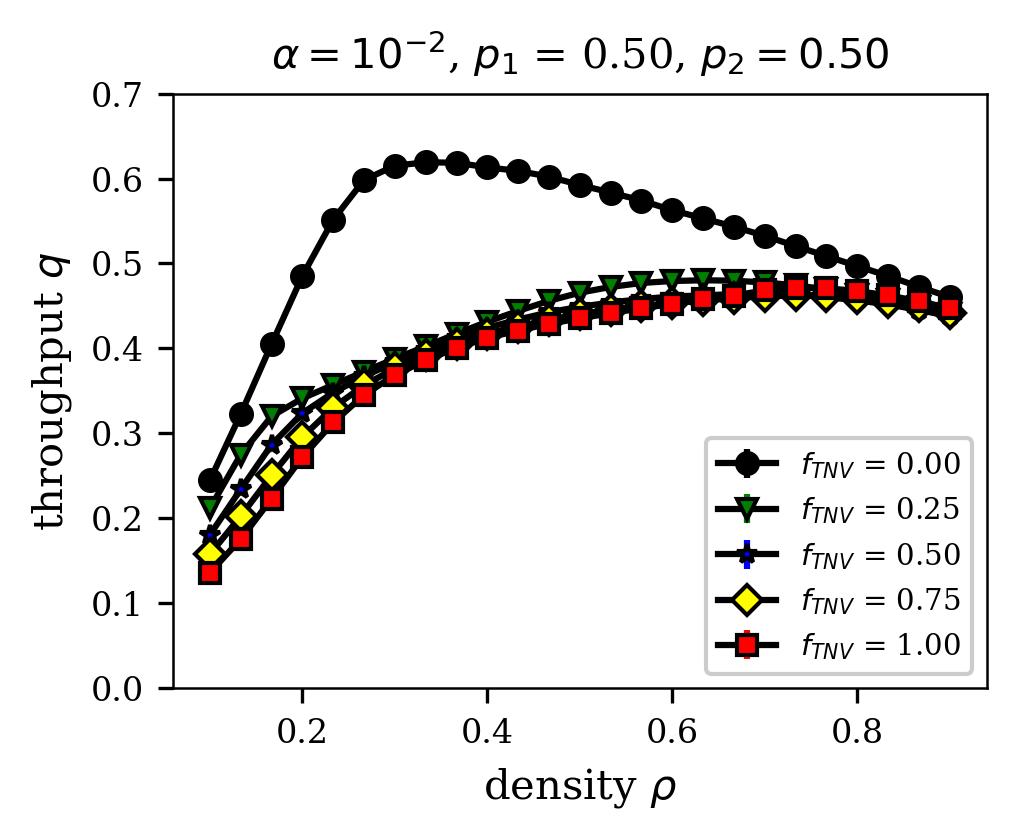 α = 10⁻², p₁ = 0.50, p₂ = 0.50
throughput q
0.7
0.6
0.5
0.4
0.3
0.2
0.1
0.0
f_TNV = 0.00
f_TNV = 0.25
f_TNV = 0.50
f_TNV = 0.75
f_TNV = 1.00
0.2 0.4 0.6 0.8
density ρ